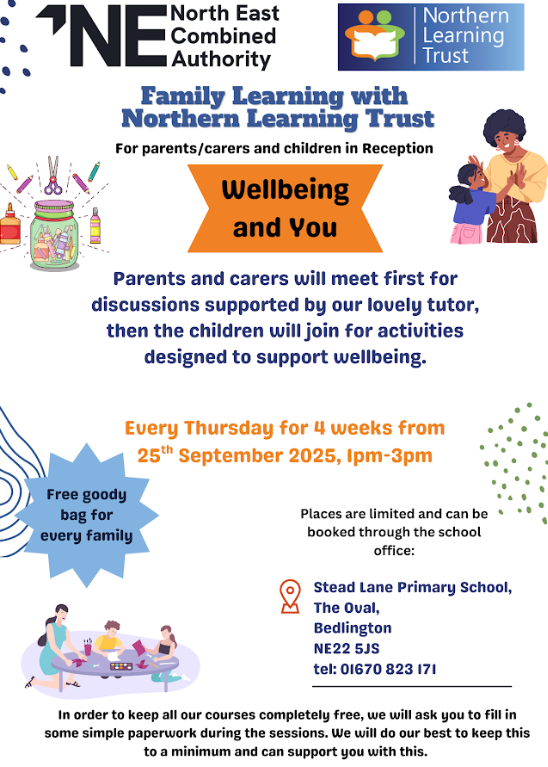 North East
Combined
Authority
Northern
Learning
Trust
Family Learning with
Northern Learning Trust
For parents/carers and children in Reception
Wellbeing
and You
Parents and carers will meet first for
discussions supported by our lovely tutor,
then the children will join for activities
designed to support wellbeing.
Every Thursday for 4 weeks from
25th September 2025, 1pm-3pm
Free goody
bag for
every family
Places are limited and can be
booked through the school
office:
Stead Lane Primary School,
The Oval,
Bedlington
NE22 5JS
tel: 01670 823 171
In order to keep all our courses completely free, we will ask you to fill in
some simple paperwork during the sessions. We will do our best to keep this
to a minimum and can support you with this.